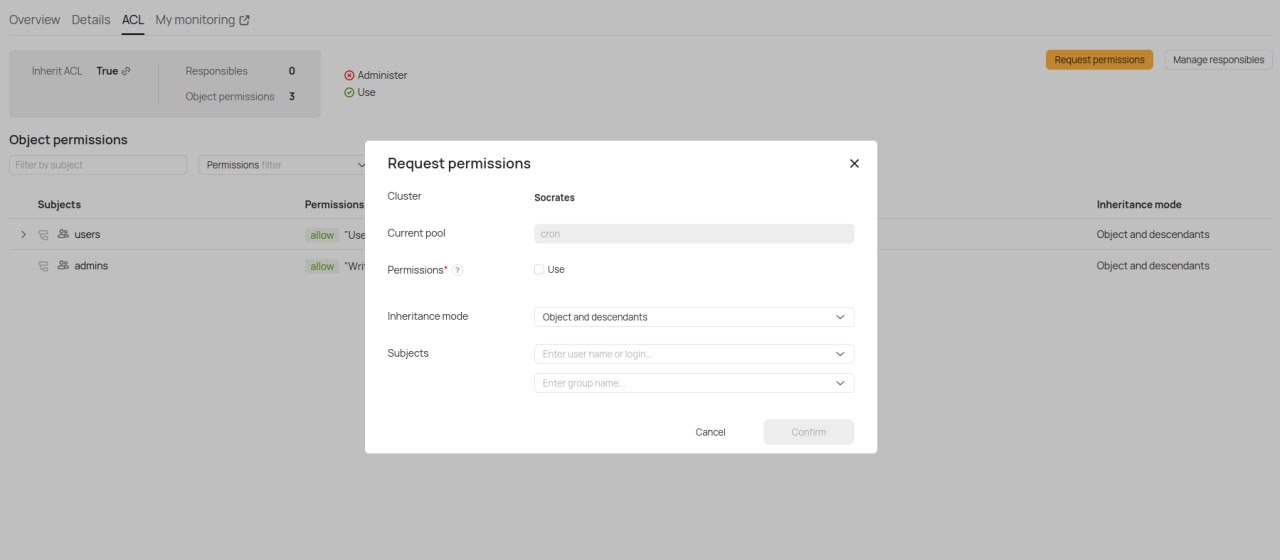 Overview Details ACL My monitoring
Inherit ACL True Responsibles 0
Object permissions 3
Administer
Use
Request permissions Manage responsibles
Object permissions
Filter by subject Permissions filter
Subjects Permissions Inheritance mode
users allow "Use Object and descendants
admins allow "Wri Object and descendants
Request permissions
Cluster Socrates
Current pool cron
Permissions* ? Use
Inheritance mode Object and descendants
Subjects Enter user name or login...
Enter group name...
Cancel Confirm